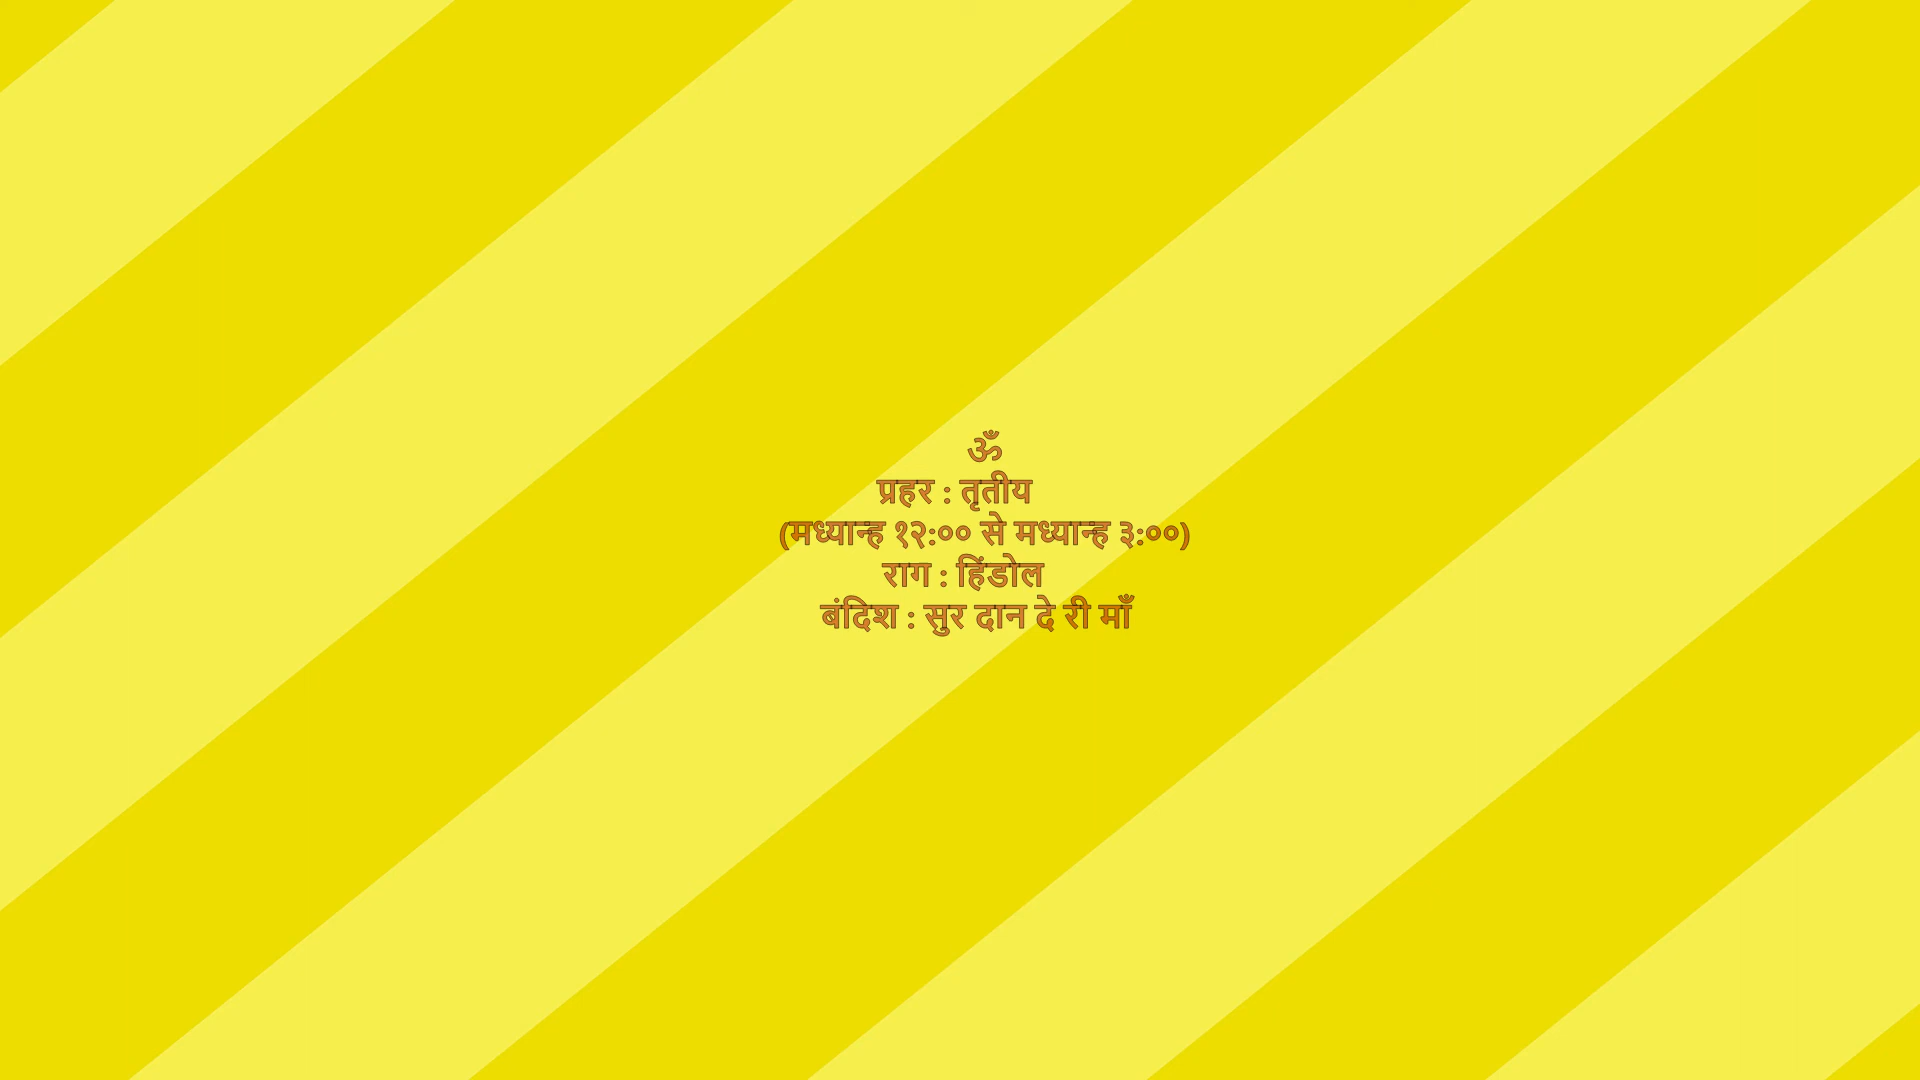 ॐ
प्रहर : तृतीय
(मध्यान्ह १२:०० से मध्यान्ह ३:००)
राग : हिंडोल
बंदिश : सुर दान दे री माँ